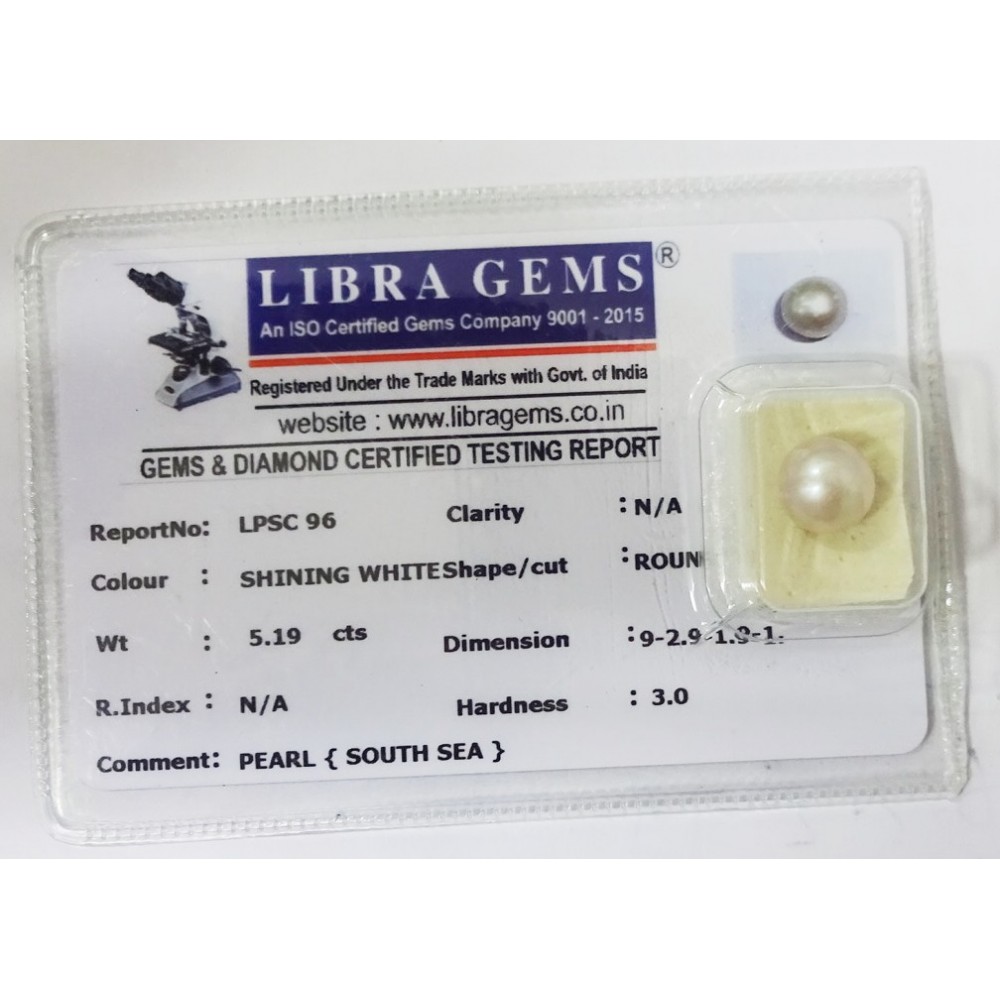 LIBRA GEMS ®
An ISO Certified Gems Company 9001 - 2015
Registered Under the Trade Marks with Govt. of India
website : www.libragems.co.in
GEMS & DIAMOND CERTIFIED TESTING REPORT
ReportNo: LPSC 96 Clarity : N/A
Colour : SHINING WHITE Shape/cut :
Wt : 5.19 cts Dimension :
R.Index : N/A Hardness : 3.0
Comment: PEARL { SOUTH SEA }